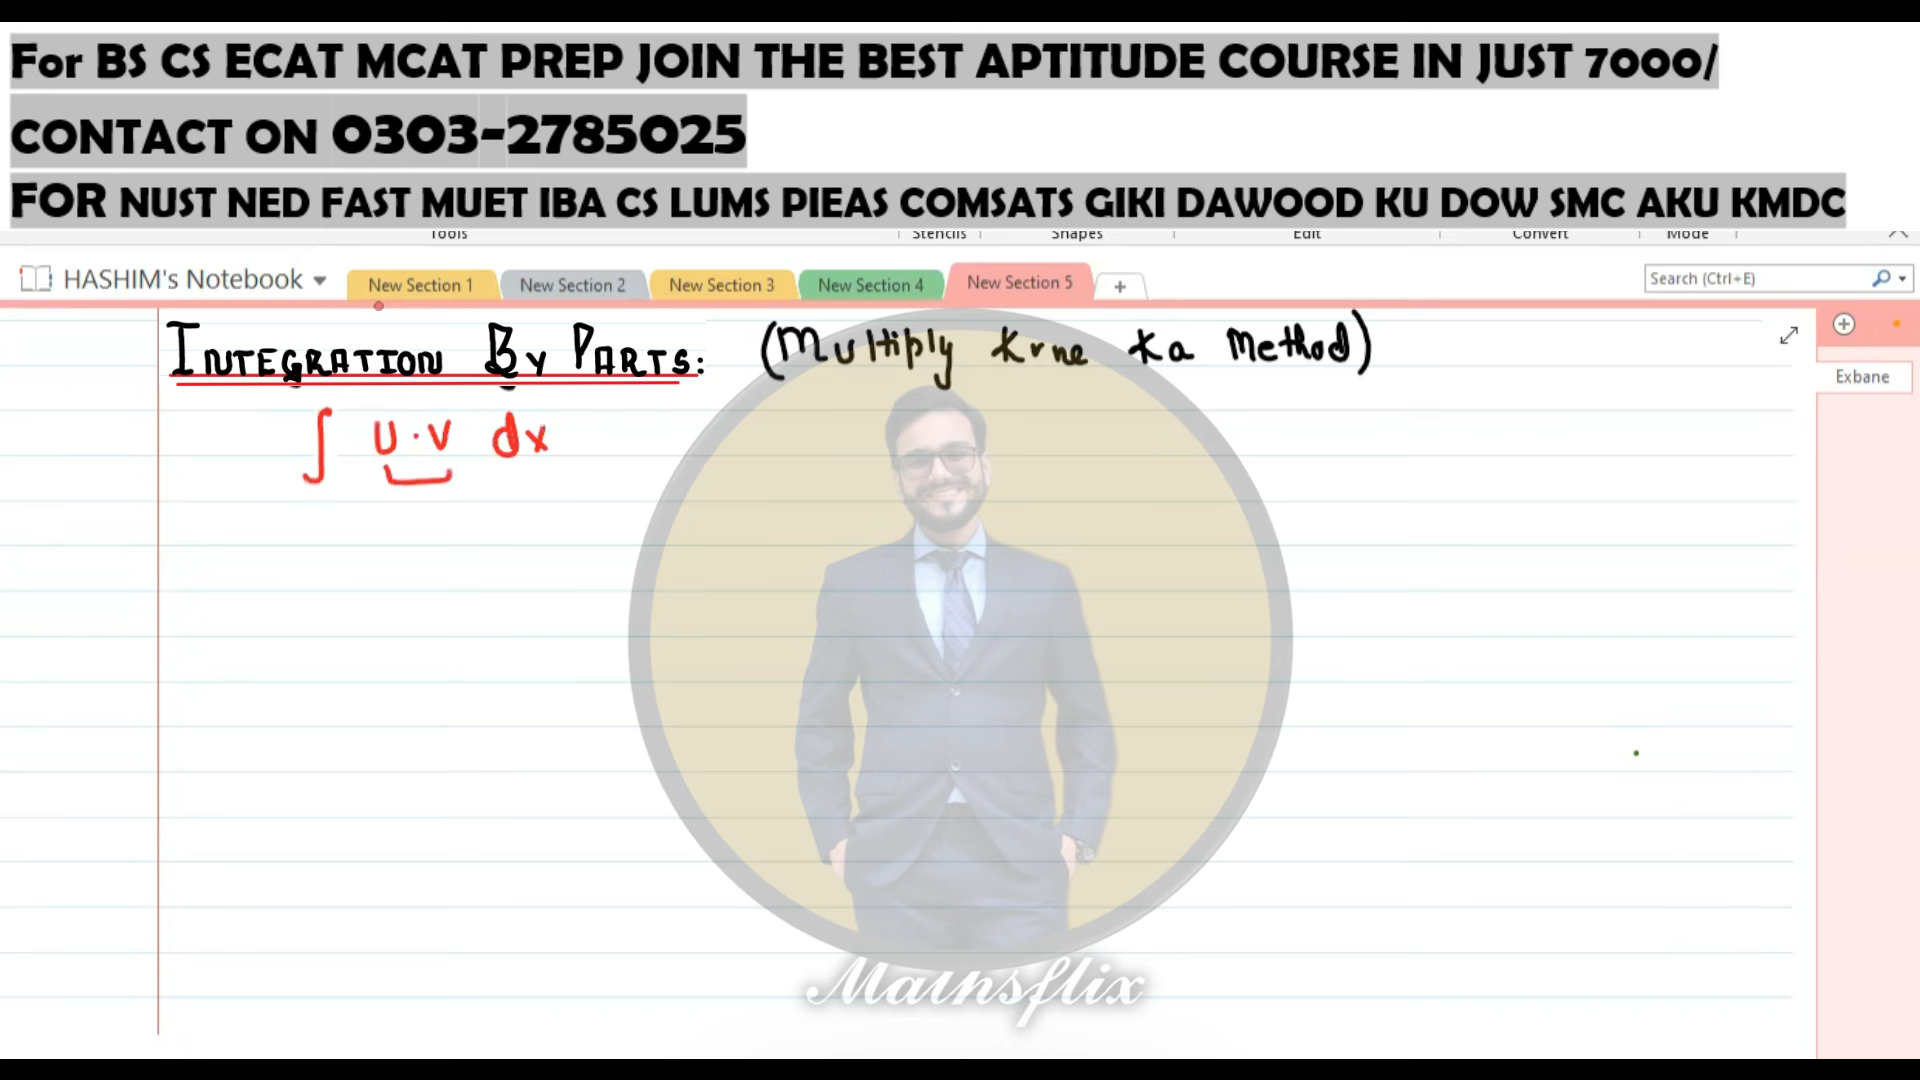 For BS CS ECAT MCAT PREP JOIN THE BEST APTITUDE COURSE IN JUST 7000/
CONTACT ON 0303-2785025
FOR NUST NED FAST MUET IBA CS LUMS PIEAS COMSATS GIKI DAWOOD KU DOW SMC AKU KMDC
Tools Stencils Shapes Edit Convert Mode
HASHIM's Notebook New Section 1 New Section 2 New Section 3 New Section 4 New Section 5 + Search (Ctrl+E)
INTEGRATION BY PARTS: (Multiply krne ka Method)
Exbane
∫ U·V dx
Mainsflix